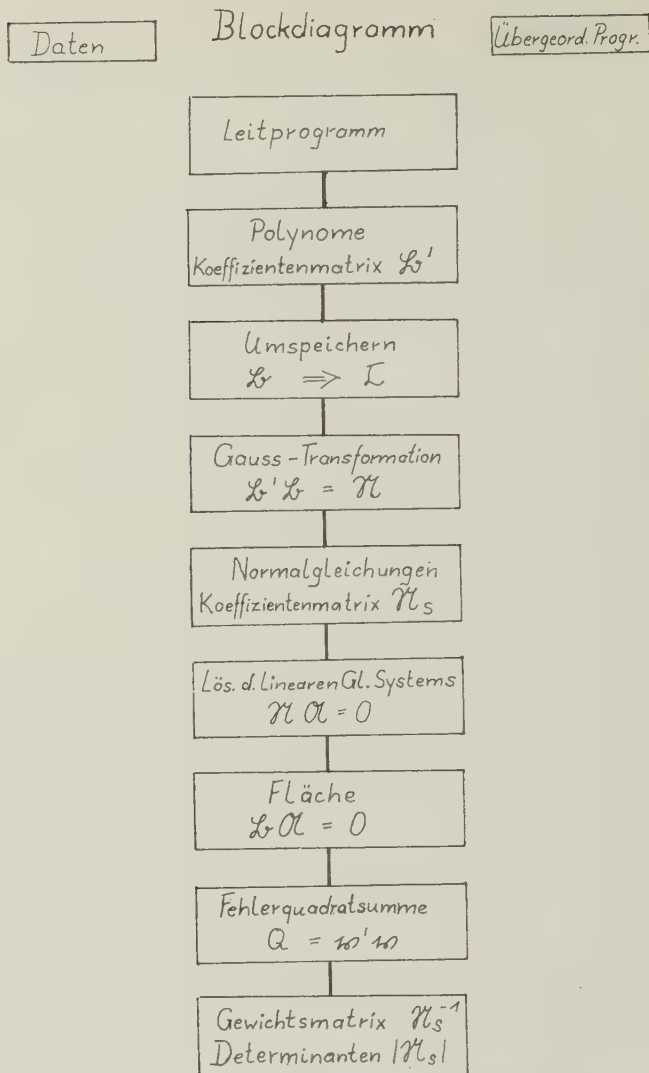 Daten
Blockdiagramm
Übergeord. Progr.
Leitprogramm
Polynome
Koeffizientenmatrix 𝓛'
Umspeichern
𝓛 ⇒ 𝔏
Gauss-Transformation
𝓛'𝓛 = 𝔑
Normalgleichungen
Koeffizientenmatrix 𝔑s
Lös. d. Linearen Gl. Systems
𝔑 𝔄 = 0
Fläche
𝓛 𝔄 = 0
Fehlerquadratsumme
Q = 𝔴'𝔴
Gewichtsmatrix 𝔑s⁻¹
Determinanten |𝔑s|